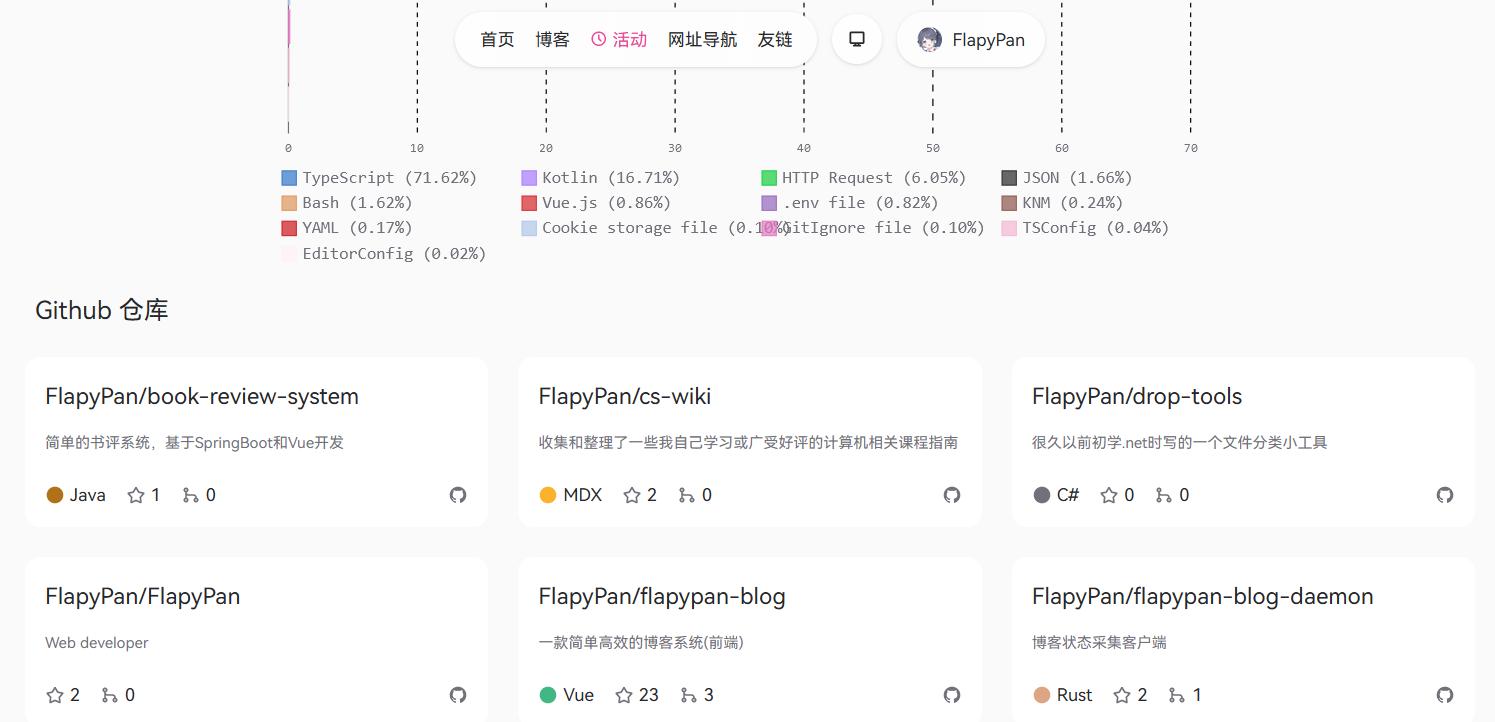 首页 博客 活动 网址导航 友链 FlapyPan
0 10 20 30 40 50 60 70
TypeScript (71.62%) Kotlin (16.71%) HTTP Request (6.05%) JSON (1.66%)
Bash (1.62%) Vue.js (0.86%) .env file (0.82%) KNM (0.24%)
YAML (0.17%) Cookie storage file (0.10%) GitIgnore file (0.10%) TSConfig (0.04%)
EditorConfig (0.02%)
Github 仓库
FlapyPan/book-review-system
简单的书评系统，基于SpringBoot和Vue开发
Java 1 0
FlapyPan/cs-wiki
收集和整理了一些我自己学习或广受好评的计算机相关课程指南
MDX 2 0
FlapyPan/drop-tools
很久以前初学.net时写的一个文件分类小工具
C# 0 0
FlapyPan/FlapyPan
Web developer
2 0
FlapyPan/flapypan-blog
一款简单高效的博客系统(前端)
Vue 23 3
FlapyPan/flapypan-blog-daemon
博客状态采集客户端
Rust 2 1